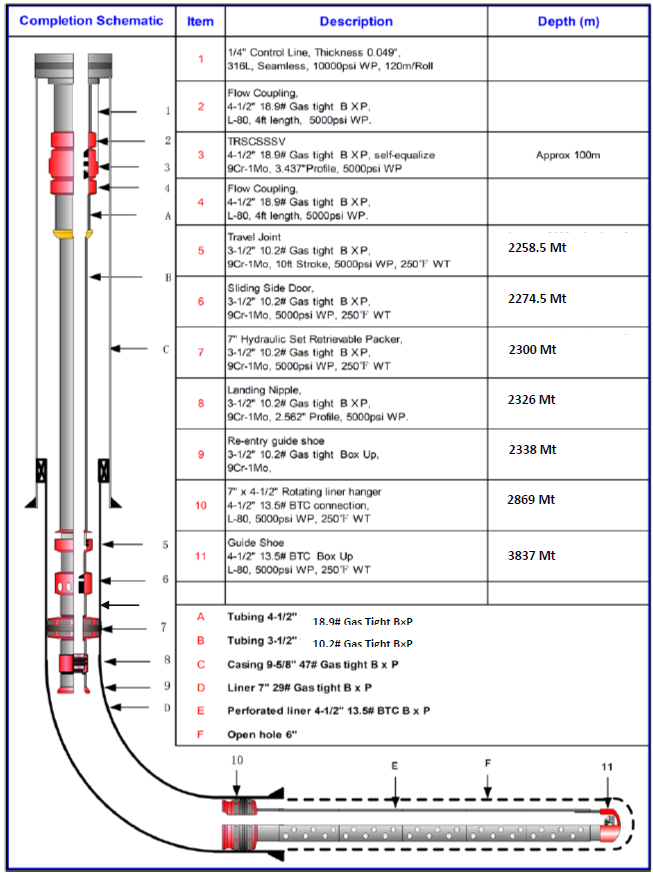 Completion Schematic
Item
Description
Depth (m)
1
1/4" Control Line, Thickness 0.049",
316L, Seamless, 10000psi WP, 120m/Roll
2
Flow Coupling,
4-1/2" 18.9# Gas tight B X P,
L-80, 4ft length, 5000psi WP.
3
TRSCSSSV
4-1/2" 18.9# Gas tight B X P, self-equalize
9Cr-1Mo, 3.437"Profile, 5000psi WP
Approx 100m
4
Flow Coupling,
4-1/2" 18.9# Gas tight B X P,
L-80, 4ft length, 5000psi WP.
5
Travel Joint
3-1/2" 10.2# Gas tight B X P,
9Cr-1Mo, 10ft Stroke, 5000psi WP, 250°F WT
2258.5 Mt
6
Sliding Side Door,
3-1/2" 10.2# Gas tight B X P,
9Cr-1Mo, 5000psi WP, 250°F WT
2274.5 Mt
7
7" Hydraulic Set Retrievable Packer,
3-1/2" 10.2# Gas tight B X P,
9Cr-1Mo, 5000psi WP, 250°F WT
2300 Mt
8
Landing Nipple,
3-1/2" 10.2# Gas tight B X P,
9Cr-1Mo, 2.562" Profile, 5000psi WP.
2326 Mt
9
Re-entry guide shoe
3-1/2" 10.2# Gas tight Box Up,
9Cr-1Mo,
2338 Mt
10
7" x 4-1/2" Rotating liner hanger
4-1/2" 13.5# BTC connection,
L-80, 5000psi WP, 250°F WT
2869 Mt
11
Guide Shoe
4-1/2" 13.5# BTC Box Up
L-80, 5000psi WP, 250°F WT
3837 Mt
A Tubing 4-1/2" 18.9# Gas Tight B×P
B Tubing 3-1/2" 10.2# Gas Tight B×P
C Casing 9-5/8" 47# Gas tight B x P
D Liner 7" 29# Gas tight B x P
E Perforated liner 4-1/2" 13.5# BTC B x P
F Open hole 6"
1
2
3
4
A
B
C
5
6
7
8
9
D
10
E
F
11